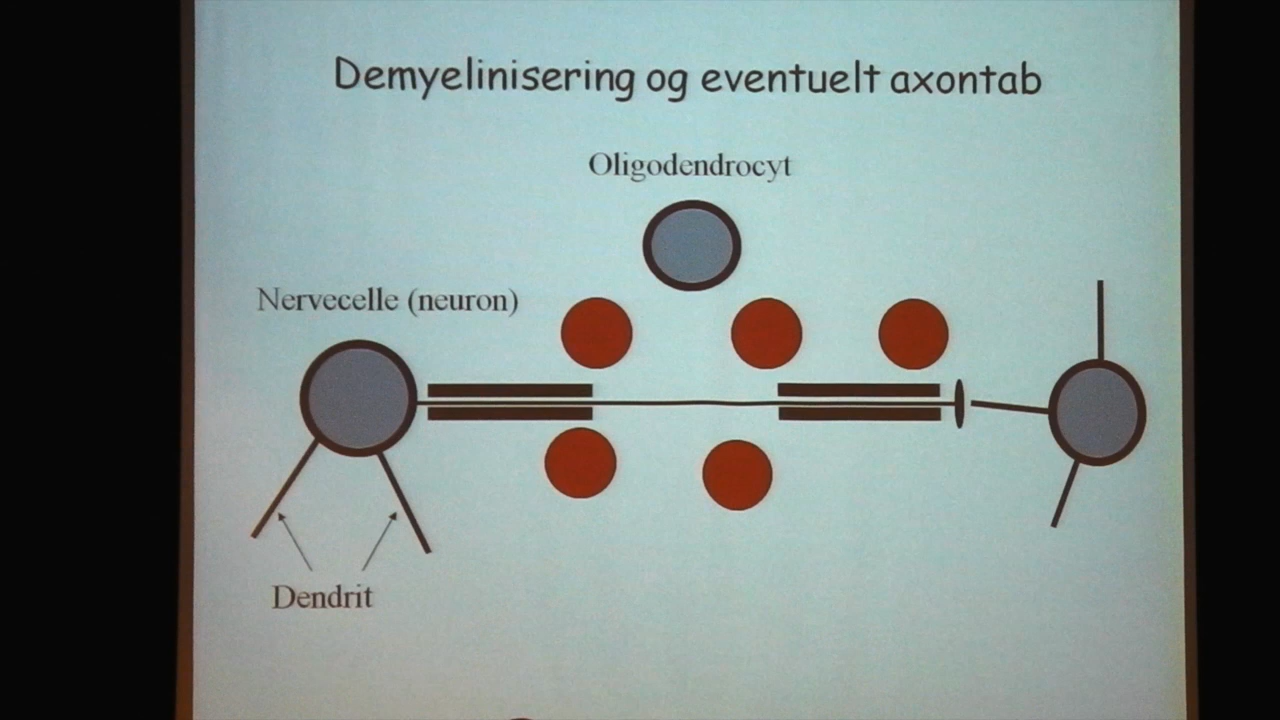 Demyelinisering og eventuelt axontab
Oligodendrocyt
Nervecelle (neuron)
Dendrit